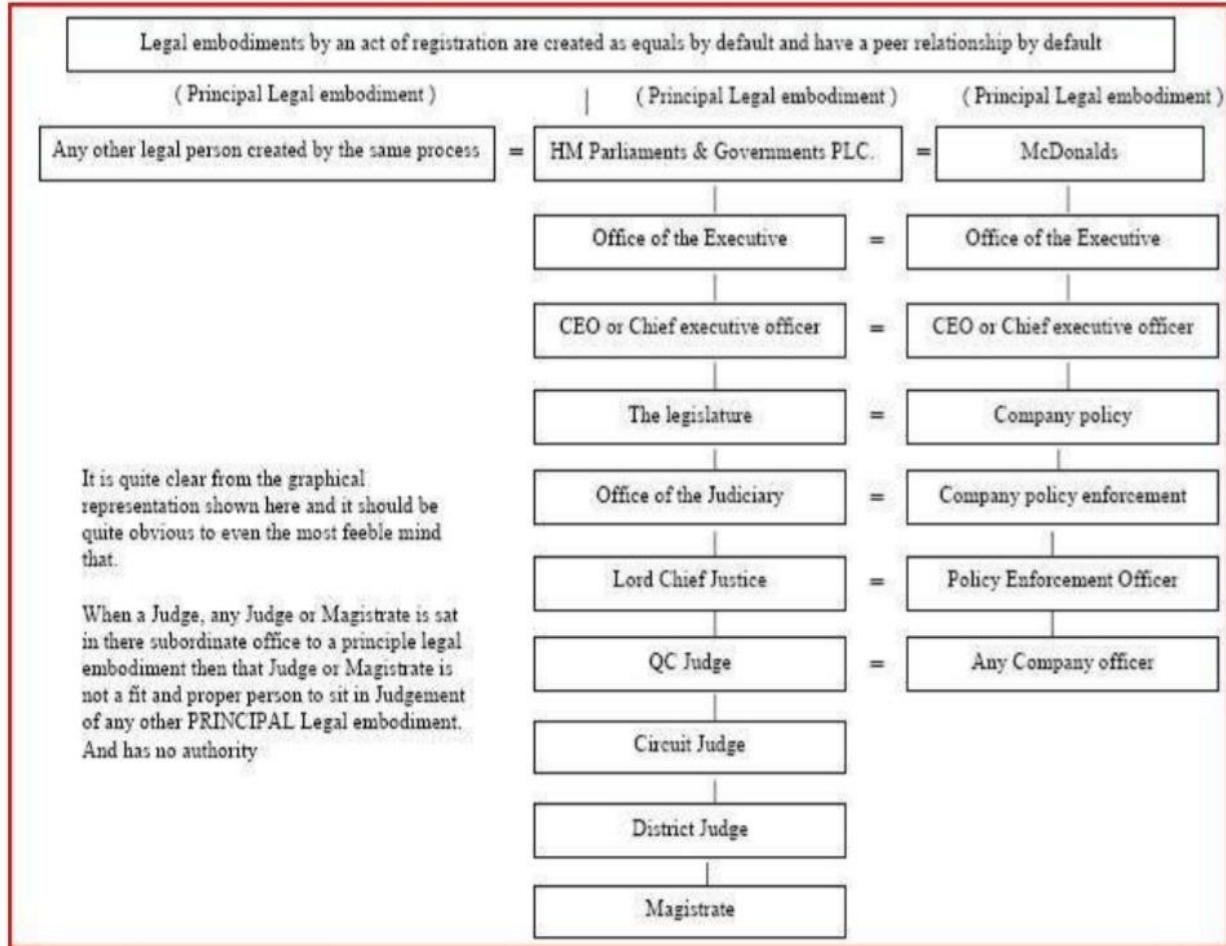 Legal embodiments by an act of registration are created as equals by default and have a peer relationship by default
( Principal Legal embodiment ) | ( Principal Legal embodiment ) ( Principal Legal embodiment )
Any other legal person created by the same process = HM Parliaments & Governments PLC. = McDonalds
Office of the Executive = Office of the Executive
CEO or Chief executive officer = CEO or Chief executive officer
The legislature = Company policy
Office of the Judiciary = Company policy enforcement
Lord Chief Justice = Policy Enforcement Officer
QC Judge = Any Company officer
Circuit Judge
District Judge
Magistrate
It is quite clear from the graphical
representation shown here and it should be
quite obvious to even the most feeble mind
that.
When a Judge, any Judge or Magistrate is sat
in there subordinate office to a principle legal
embodiment then that Judge or Magistrate is
not a fit and proper person to sit in Judgement
of any other PRINCIPAL Legal embodiment.
And has no authority